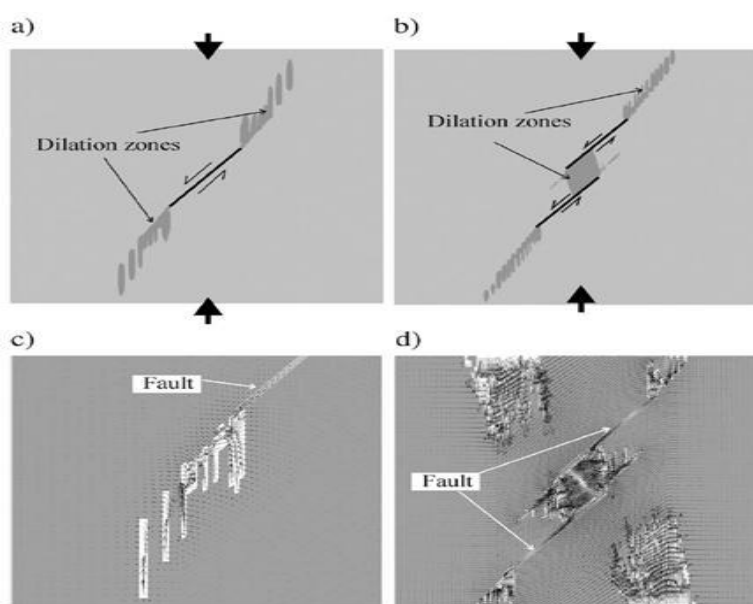 a)
b)
Dilation zones
Dilation zones
c)
d)
Fault
Fault